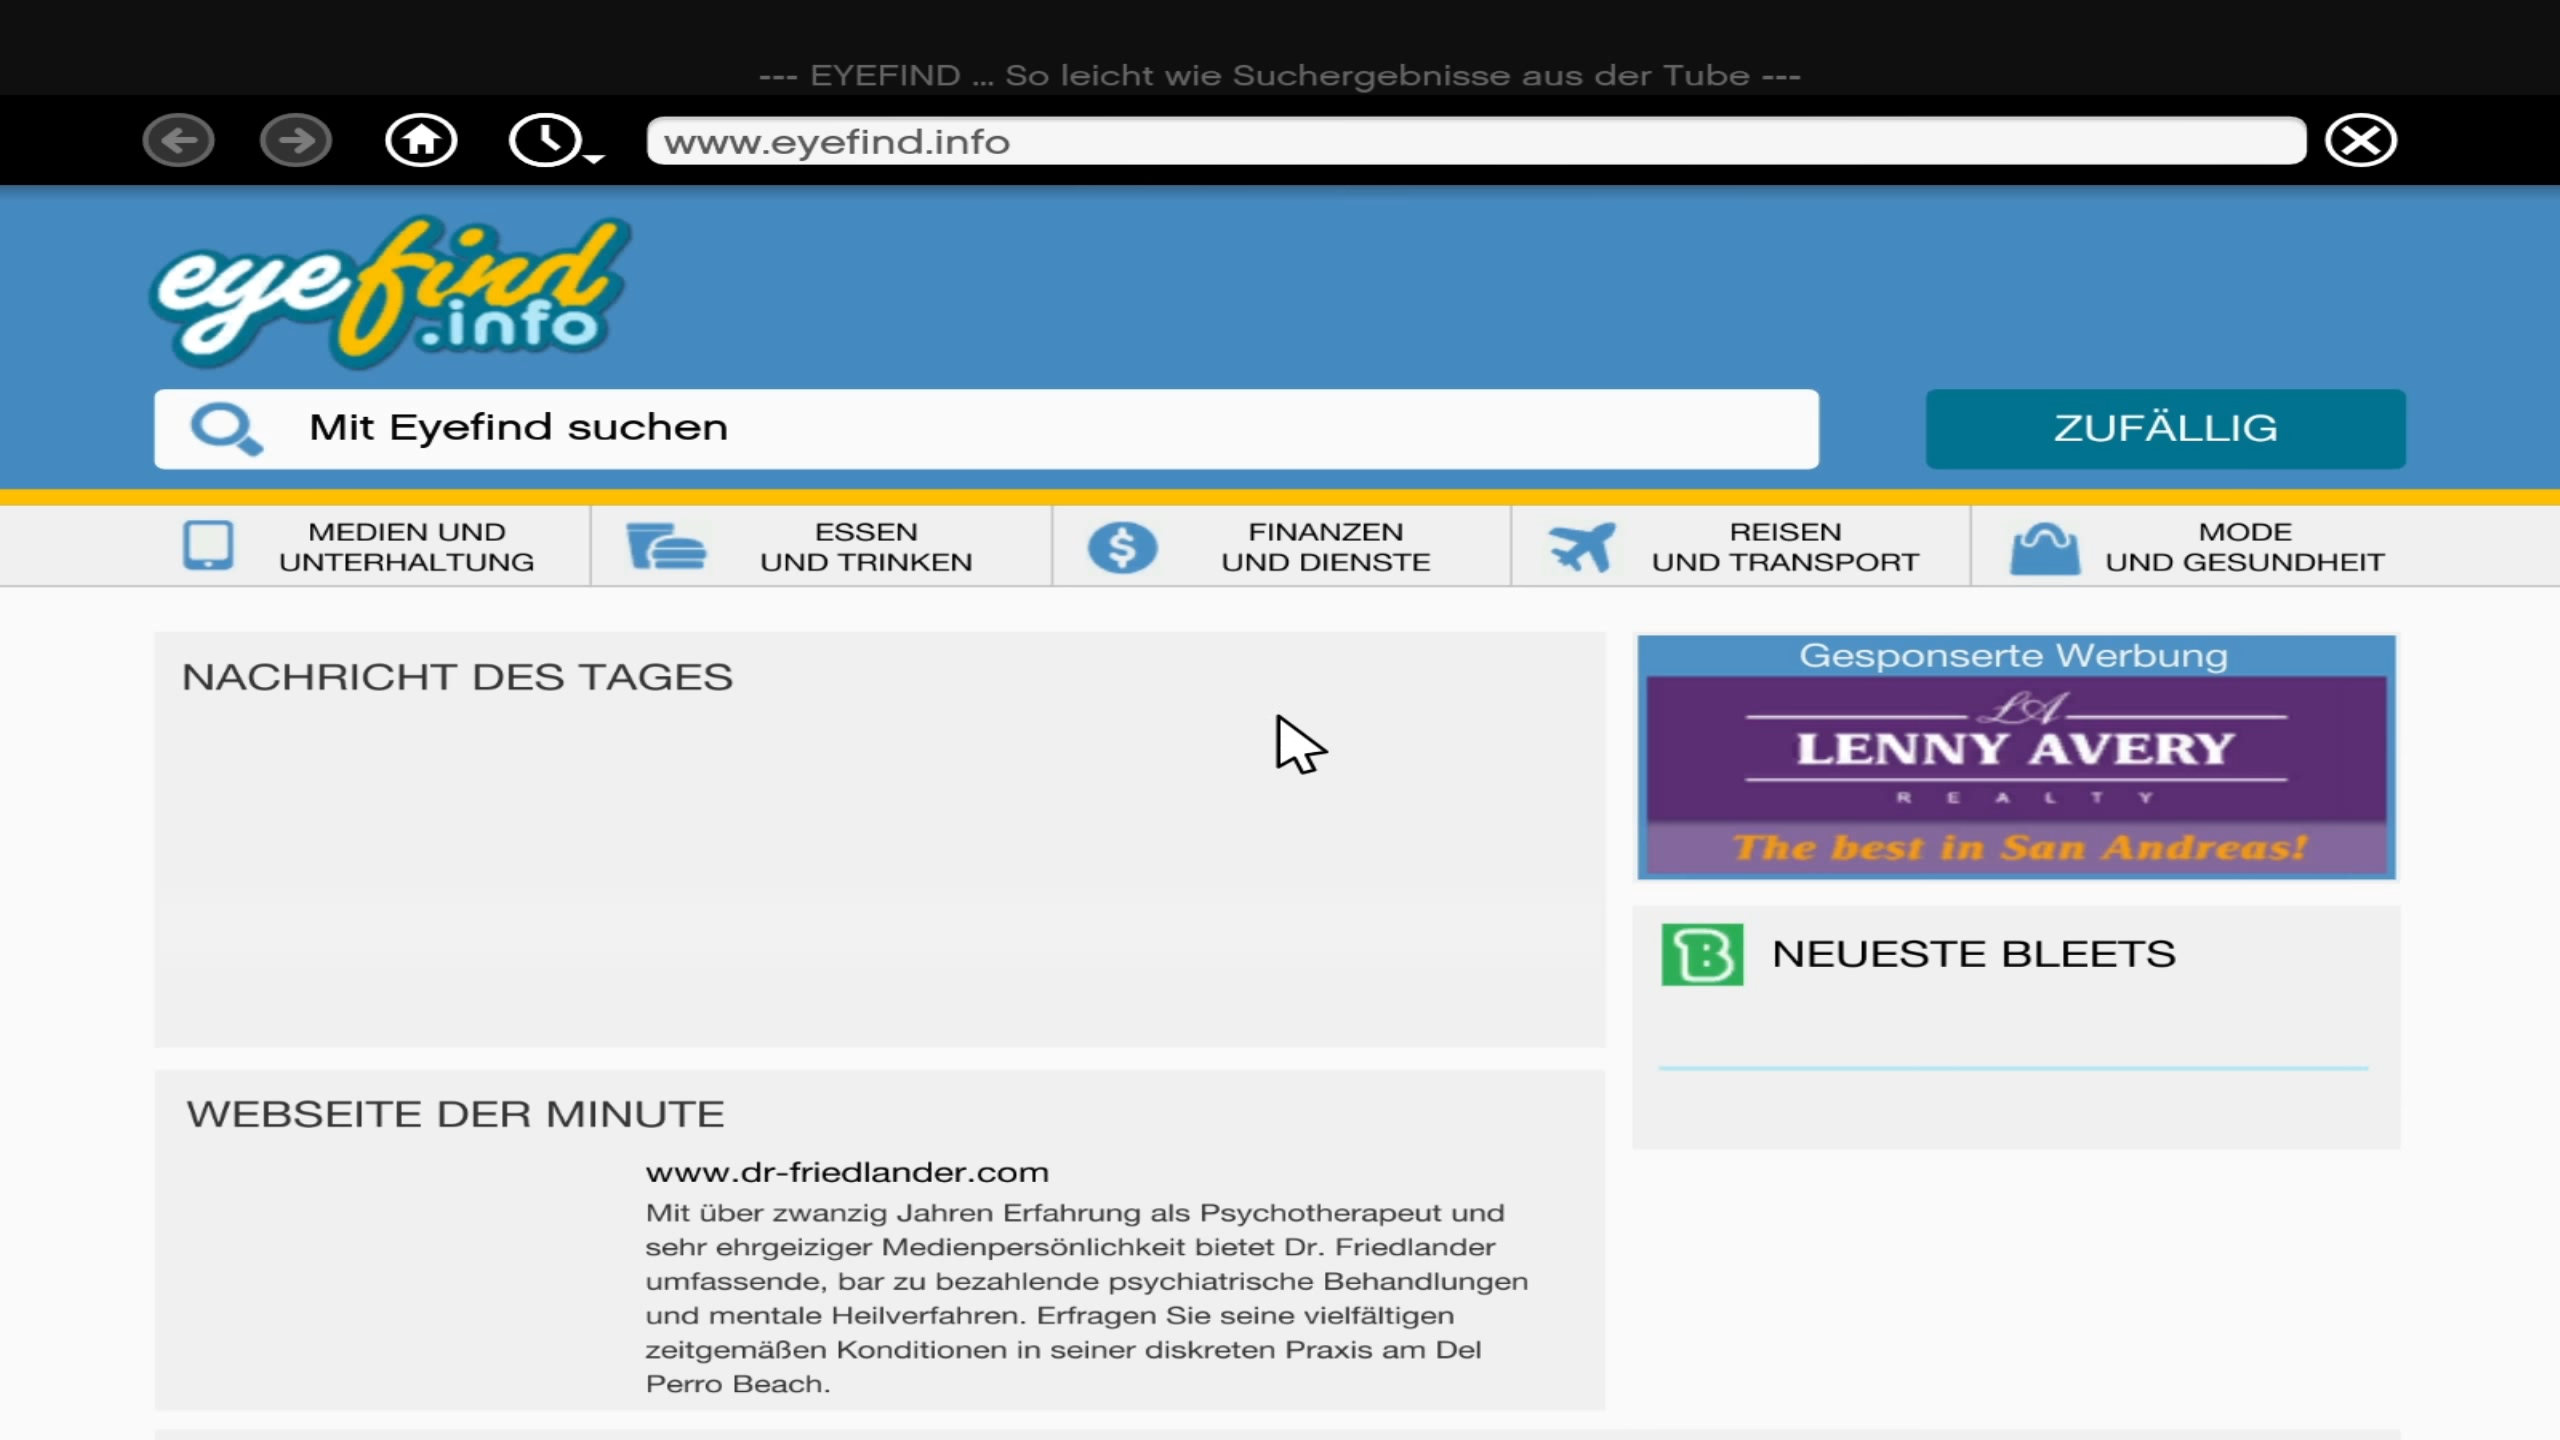 --- EYEFIND ... So leicht wie Suchergebnisse aus der Tube ---
www.eyefind.info
eyefind
.info
Mit Eyefind suchen
ZUFÄLLIG
MEDIEN UND
UNTERHALTUNG
ESSEN
UND TRINKEN
FINANZEN
UND DIENSTE
REISEN
UND TRANSPORT
MODE
UND GESUNDHEIT
NACHRICHT DES TAGES
Gesponserte Werbung
LA
LENNY AVERY
REALTY
The best in San Andreas!
B NEUESTE BLEETS
WEBSEITE DER MINUTE
www.dr-friedlander.com
Mit über zwanzig Jahren Erfahrung als Psychotherapeut und
sehr ehrgeiziger Medienpersönlichkeit bietet Dr. Friedlander
umfassende, bar zu bezahlende psychiatrische Behandlungen
und mentale Heilverfahren. Erfragen Sie seine vielfältigen
zeitgemäßen Konditionen in seiner diskreten Praxis am Del
Perro Beach.